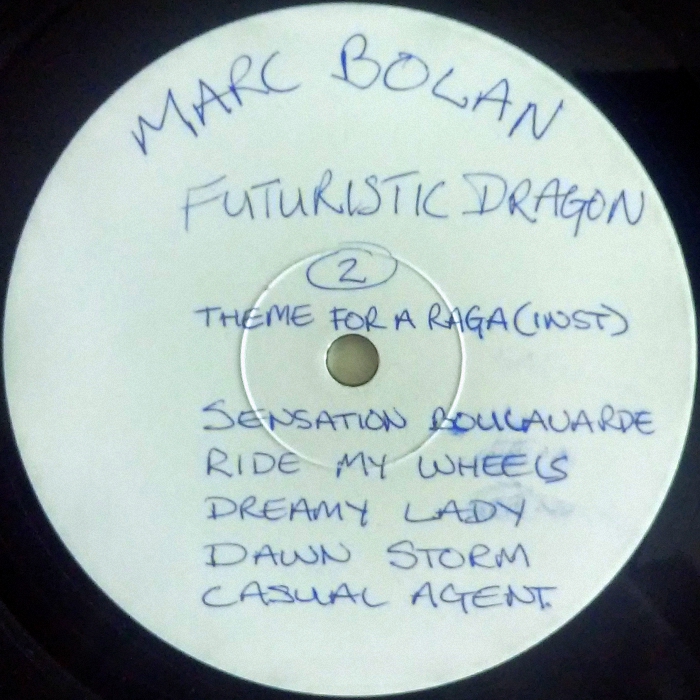 MARC BOLAN
FUTURISTIC DRAGON
2
THEME FOR A RAGA (INST)
SENSATION BOULAVARDE
RIDE MY WHEELS
DREAMY LADY
DAWN STORM
CASUAL AGENT.